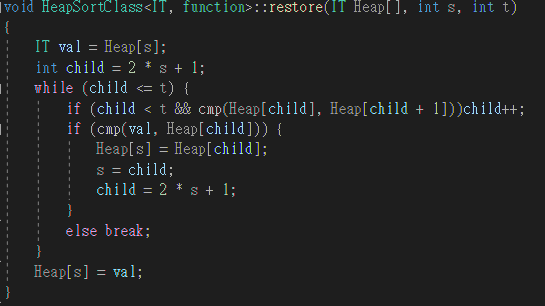 void HeapSortClass<IT, function>::restore(IT Heap[], int s, int t)
{
    IT val = Heap[s];
    int child = 2 * s + 1;
    while (child <= t) {
        if (child < t && cmp(Heap[child], Heap[child + 1]))child++;
        if (cmp(val, Heap[child])) {
            Heap[s] = Heap[child];
            s = child;
            child = 2 * s + 1;
        }
        else break;
    }
    Heap[s] = val;
}